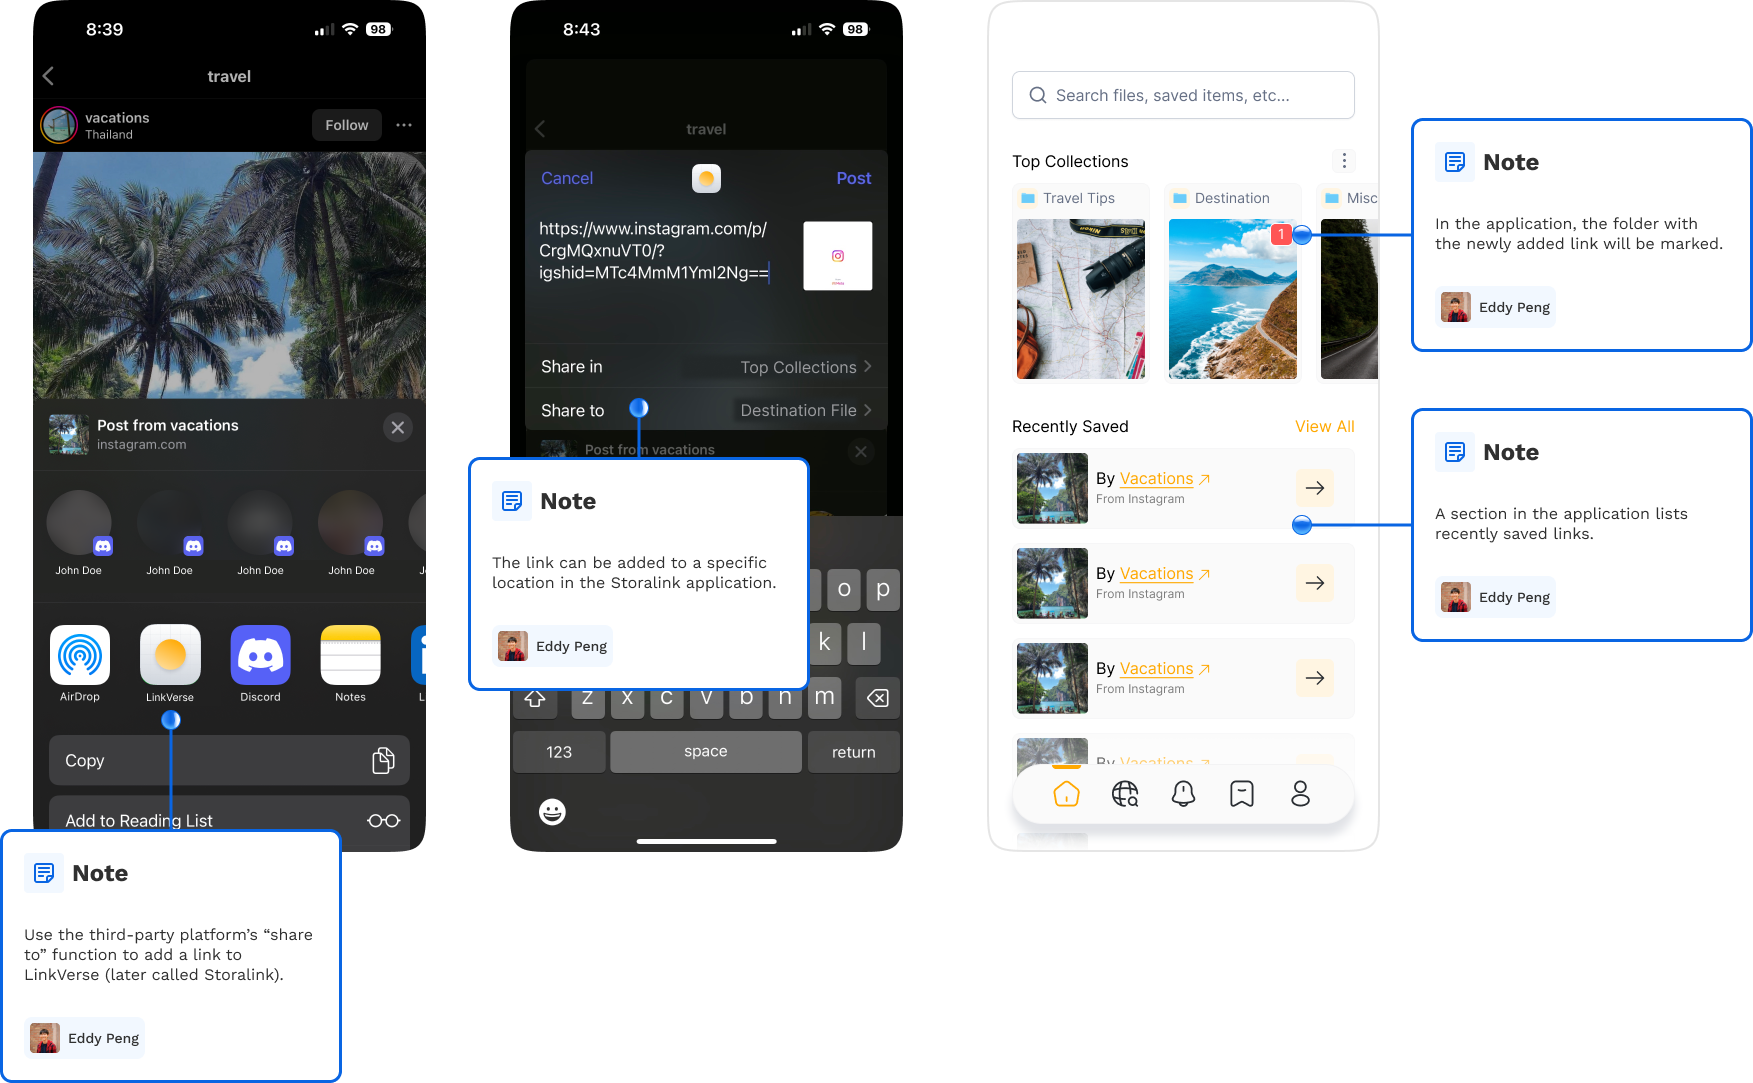 8:39
98
travel
vacations
Thailand
Follow
Post from vacations
instagram.com
John Doe
John Doe
John Doe
John Doe
AirDrop
LinkVerse
Discord
Notes
Copy
Add to Reading List
Note
Use the third-party platform’s “share
to” function to add a link to
LinkVerse (later called Storalink).
Eddy Peng
8:43
98
travel
Cancel
Post
https://www.instagram.com/p/
CrgMQxnuVT0/?
igshid=MTc4MmM1YmI2Ng==
Share in
Top Collections
Share to
Destination File
Post from vacations
Note
The link can be added to a specific
location in the Storalink application.
Eddy Peng
o p
k l
z x c v b n m
123
space
return
Search files, saved items, etc...
Top Collections
Travel Tips
Destination
Misc
1
Recently Saved
View All
By Vacations
From Instagram
By Vacations
From Instagram
By Vacations
From Instagram
By Vacations
Note
In the application, the folder with
the newly added link will be marked.
Eddy Peng
Note
A section in the application lists
recently saved links.
Eddy Peng